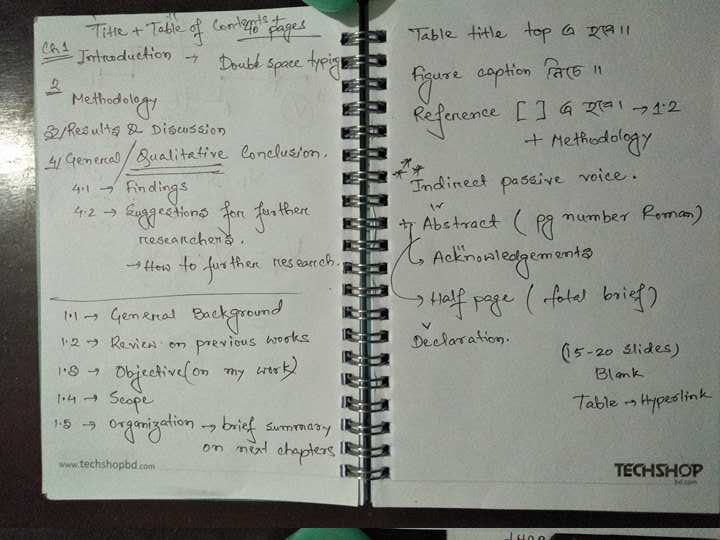 Title + Table of Contents + 40 pages
Ch 1 Introduction → Double space typing
2 Methodology
3/ Results & Discussion
4/ General / Qualitative Conclusion.
4.1 → Findings
4.2 → Suggestions for further
researchers.
→ How to further research.
1.1 → General Background
1.2 → Review on previous works
1.3 → Objective (on my work)
1.4 → Scope
1.5 → Organization → brief summary
on next chapters
www.techshopbd.com
Table title top এ হবে।।
Figure caption নিচে ।।
Reference [ ] এ হবে। → 1.2
+ Methodology
*** Indirect passive voice.
Abstract ( pg number Roman)
Acknowledgements
Half page ( total brief )
Declaration.
(15-20 slides)
Blank
Table → Hyperlink
TECHSHOP
bd.com